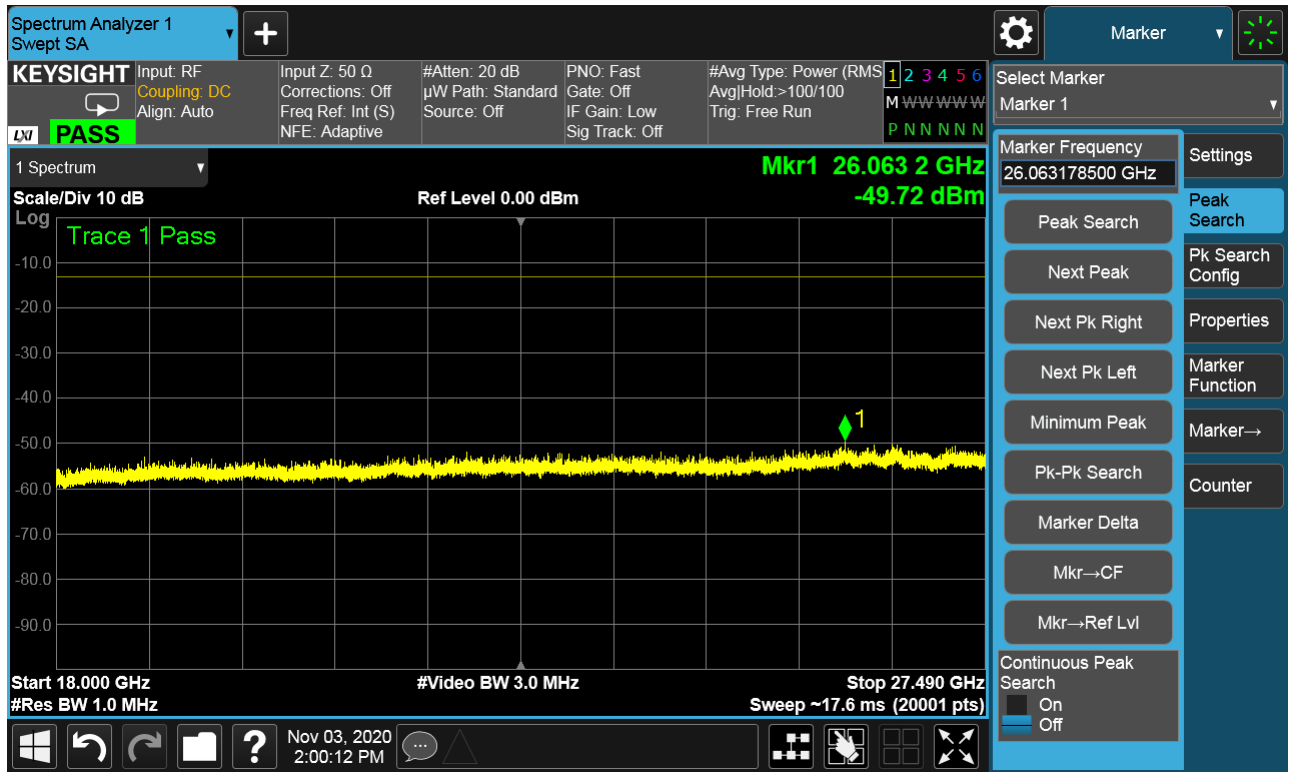 Spectrum Analyzer 1
Swept SA
Marker
KEYSIGHT
LXI
PASS
Input: RF
Coupling: DC
Align: Auto
Input Z: 50 Ω
Corrections: Off
Freq Ref: Int (S)
NFE: Adaptive
#Atten: 20 dB
µW Path: Standard
Source: Off
PNO: Fast
Gate: Off
IF Gain: Low
Sig Track: Off
#Avg Type: Power (RMS
Avg|Hold:>100/100
Trig: Free Run
1 2 3 4 5 6
M W W W W W
P N N N N N
Select Marker
Marker 1
1 Spectrum
Mkr1 26.063 2 GHz
Scale/Div 10 dB
Ref Level 0.00 dBm
-49.72 dBm
Log
Trace 1 Pass
-10.0
-20.0
-30.0
-40.0
-50.0
-60.0
-70.0
-80.0
-90.0
1
Start 18.000 GHz
#Video BW 3.0 MHz
Stop 27.490 GHz
#Res BW 1.0 MHz
Sweep ~17.6 ms (20001 pts)
Marker Frequency
26.063178500 GHz
Peak Search
Next Peak
Next Pk Right
Next Pk Left
Minimum Peak
Pk-Pk Search
Marker Delta
Mkr→CF
Mkr→Ref Lvl
Continuous Peak
Search
On
Off
Settings
Peak
Search
Pk Search
Config
Properties
Marker
Function
Marker→
Counter
?
Nov 03, 2020
2:00:12 PM